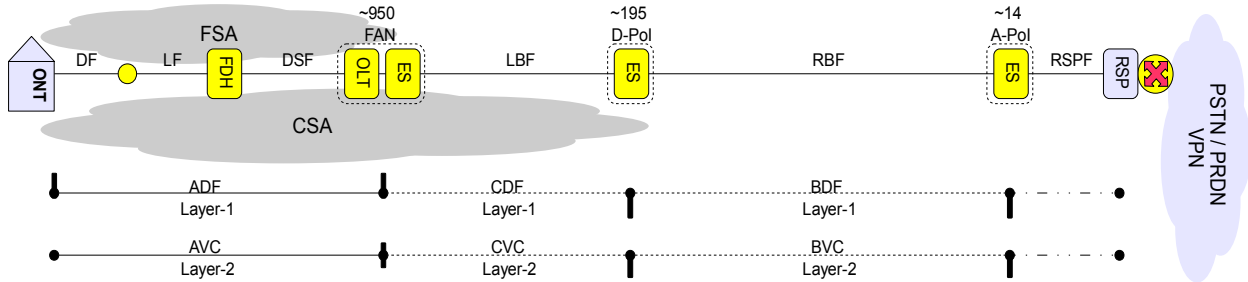 ~950
~195
~14
FSA
FAN
D-PoI
A-PoI
DF
LF
DSF
LBF
RBF
RSPF
ONT
FDH
OLT
ES
ES
ES
RSP
CSA
PSTN / PRDN
VPN
ADF
CDF
BDF
Layer-1
Layer-1
Layer-1
AVC
CVC
BVC
Layer-2
Layer-2
Layer-2